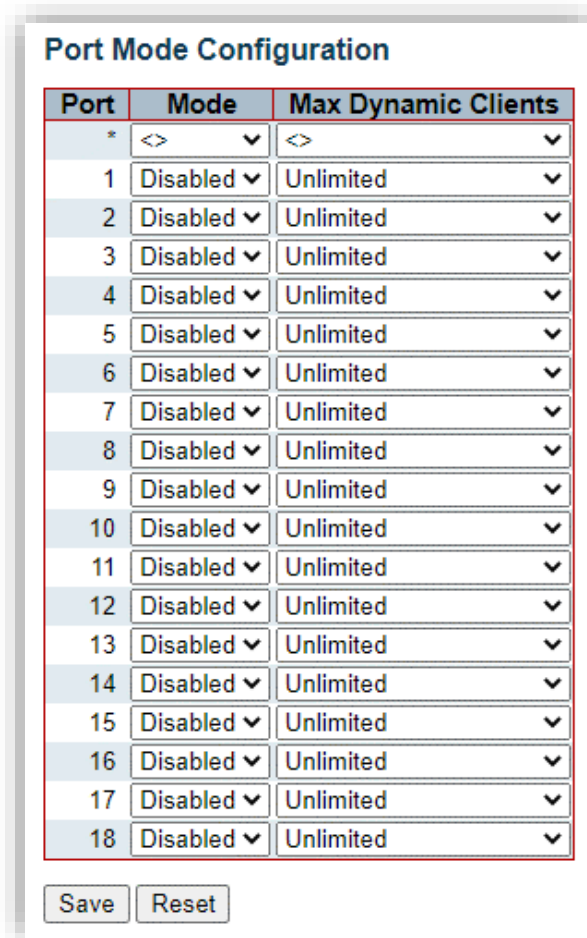 Port Mode Configuration
Port Mode Max Dynamic Clients
* <> <>
1 Disabled Unlimited
2 Disabled Unlimited
3 Disabled Unlimited
4 Disabled Unlimited
5 Disabled Unlimited
6 Disabled Unlimited
7 Disabled Unlimited
8 Disabled Unlimited
9 Disabled Unlimited
10 Disabled Unlimited
11 Disabled Unlimited
12 Disabled Unlimited
13 Disabled Unlimited
14 Disabled Unlimited
15 Disabled Unlimited
16 Disabled Unlimited
17 Disabled Unlimited
18 Disabled Unlimited
Save Reset